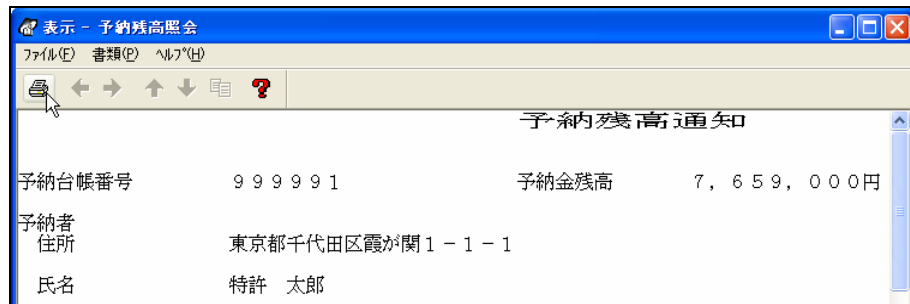 表示 - 予納残高照会
ファイル(F) 書類(P) ヘルプ(H)
予納残高通知
予納台帳番号 ９９９９９１ 予納金残高 ７，６５９，０００円
予納者
住所 東京都千代田区霞が関１－１－１
氏名 特許　太郎